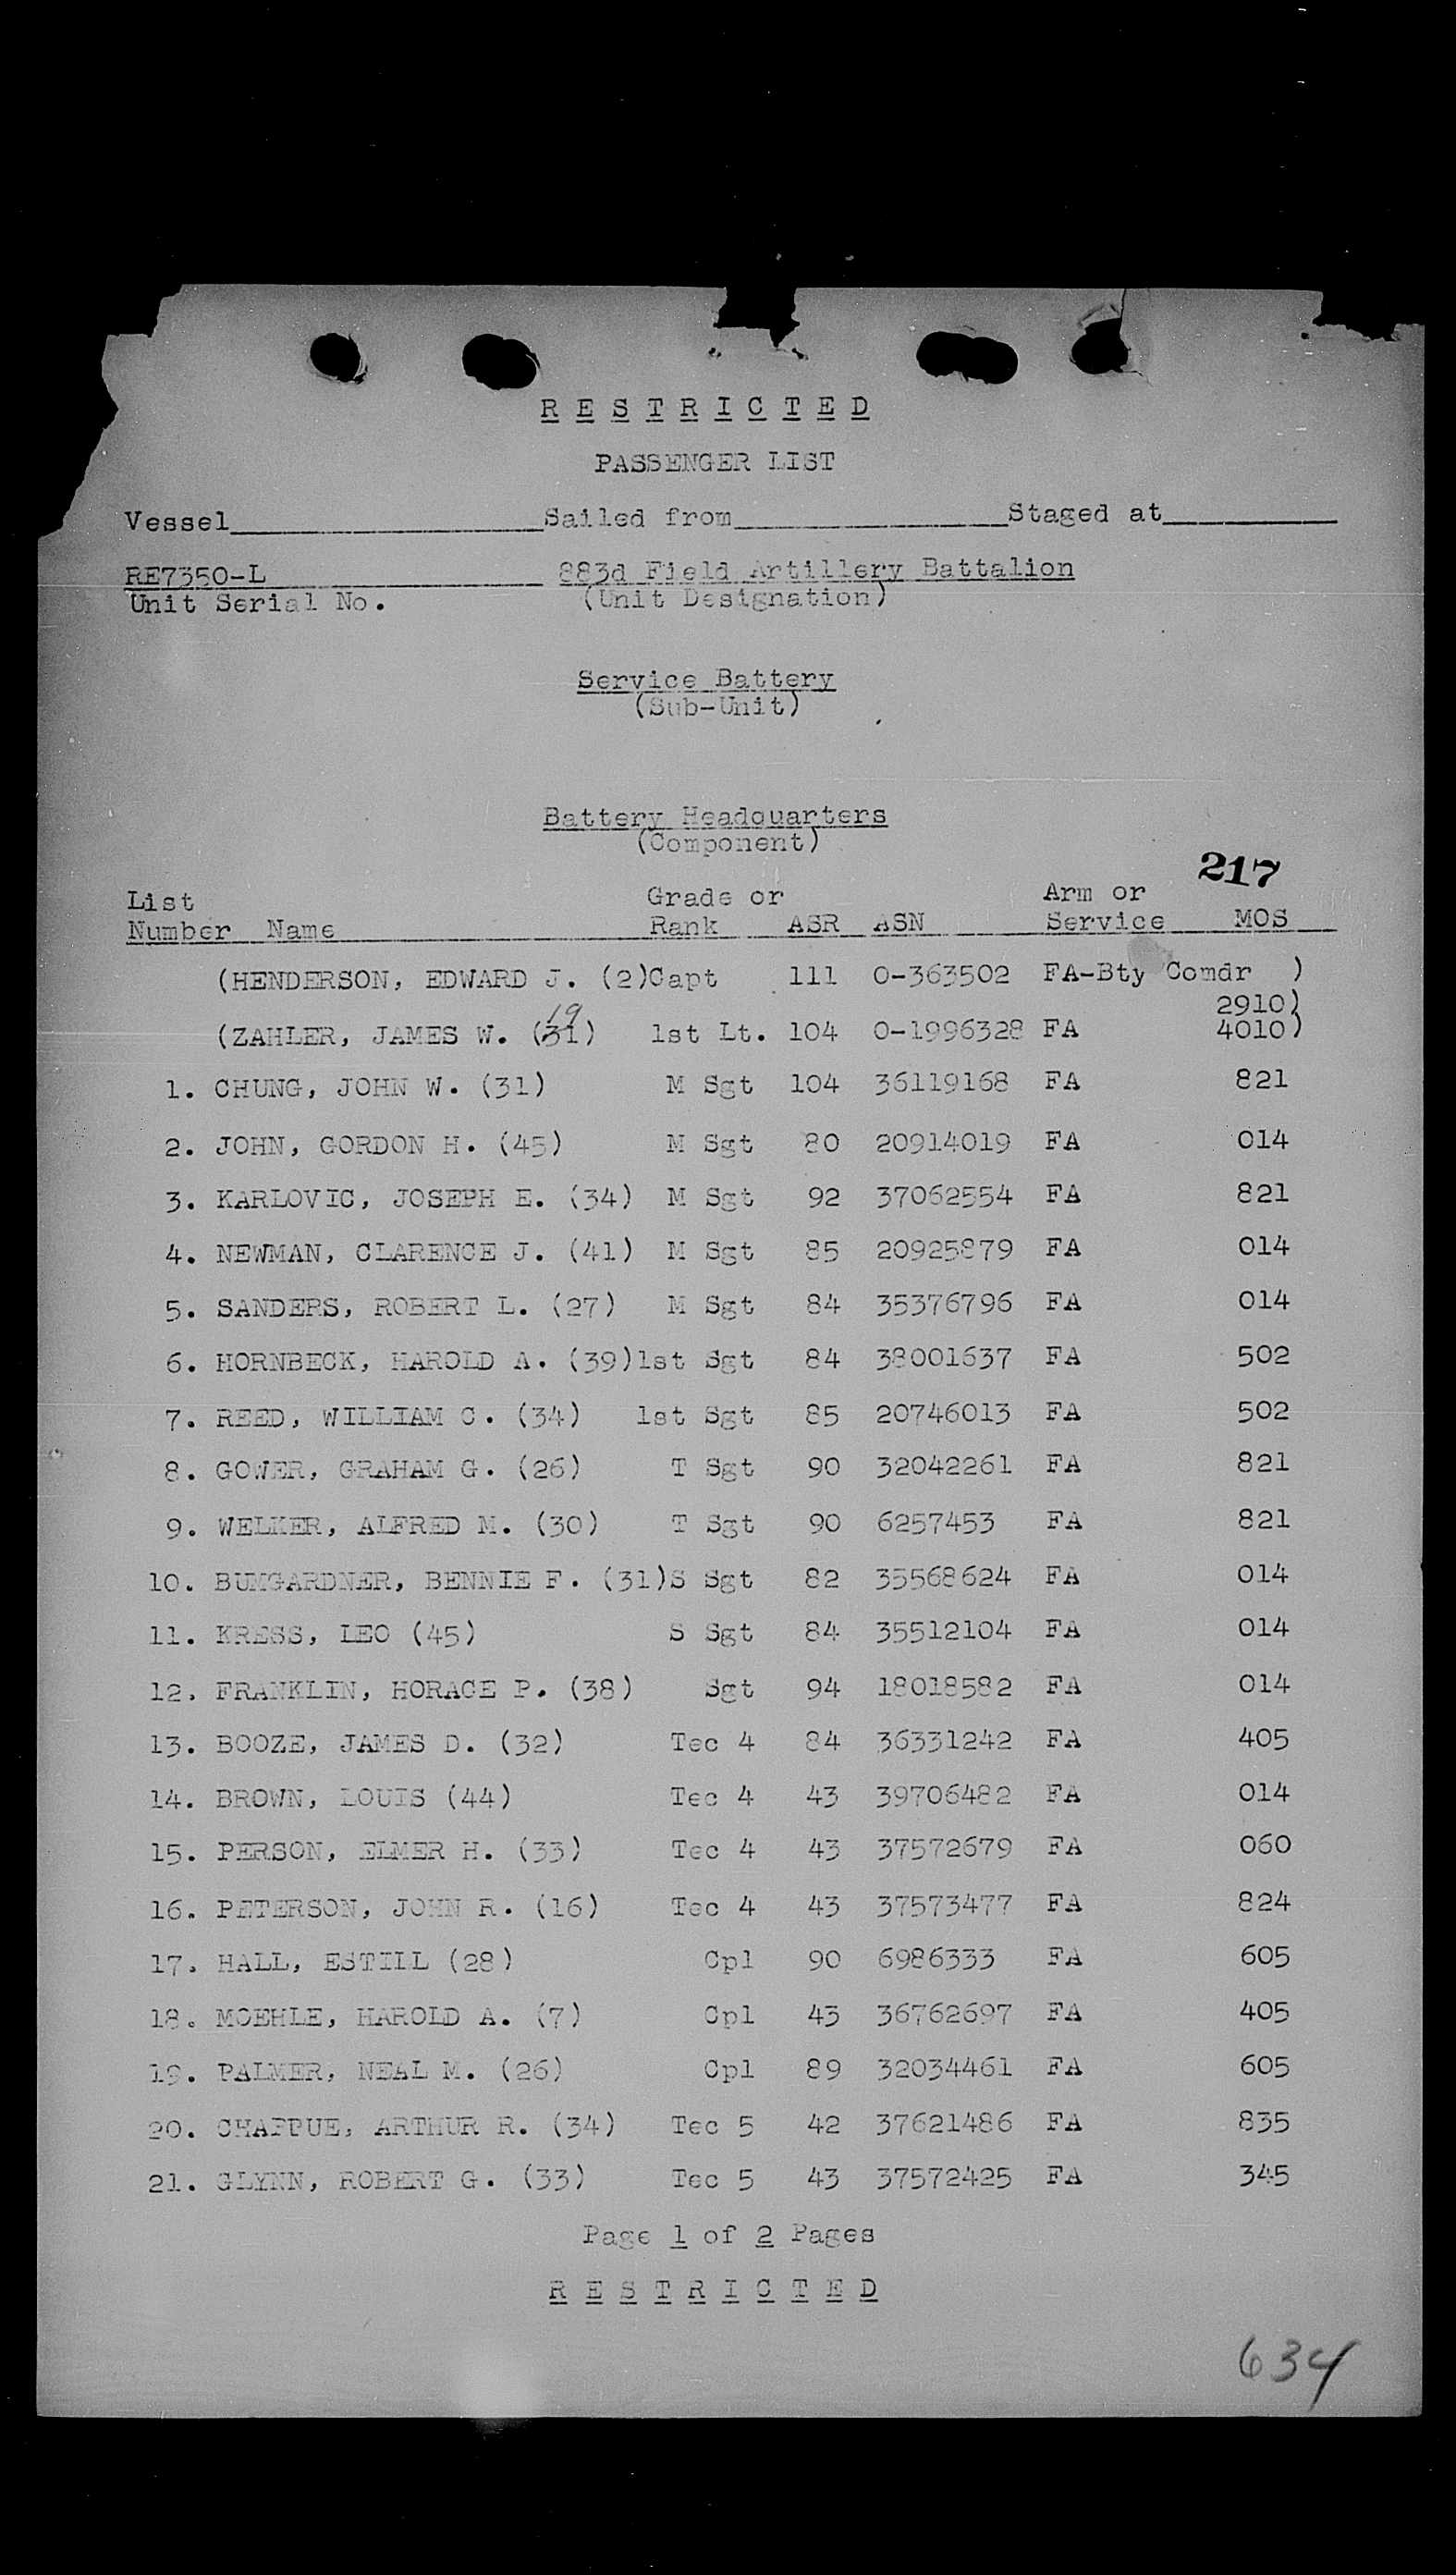 R E S T R I C T E D
PASSENGER LIST
Vessel Sailed from Staged at
RE7350-L 883d Field Artillery Battalion
Unit Serial No. (Unit Designation)
Service Battery
(Sub-Unit)
Battery Headquarters
(Component)
217
List Grade or Arm or
Number Name Rank ASR ASN Service MOS
(HENDERSON, EDWARD J. (2)Capt 111 O-363502 FA-Bty Comdr )
19 2910)
(ZAHLER, JAMES W. (31) 1st Lt. 104 O-1996328 FA 4010)
1. CHUNG, JOHN W. (31) M Sgt 104 36119168 FA 821
2. JOHN, GORDON H. (45) M Sgt 80 20914019 FA 014
3. KARLOVIC, JOSEPH E. (34) M Sgt 92 37062554 FA 821
4. NEWMAN, CLARENCE J. (41) M Sgt 85 20925879 FA 014
5. SANDERS, ROBERT L. (27) M Sgt 84 35376796 FA 014
6. HORNBECK, HAROLD A. (39)1st Sgt 84 38001637 FA 502
7. REED, WILLIAM C. (34) 1st Sgt 85 20746013 FA 502
8. GOWER, GRAHAM G. (26) T Sgt 90 32042261 FA 821
9. WELKER, ALFRED M. (30) T Sgt 90 6257453 FA 821
10. BUMGARDNER, BENNIE F. (31)S Sgt 82 35568624 FA 014
11. KRESS, LEO (45) S Sgt 84 35512104 FA 014
12. FRANKLIN, HORACE P. (38) Sgt 94 18018582 FA 014
13. BOOZE, JAMES D. (32) Tec 4 84 36331242 FA 405
14. BROWN, LOUIS (44) Tec 4 43 39706482 FA 014
15. PERSON, ELMER H. (33) Tec 4 43 37572679 FA 060
16. PETERSON, JOHN R. (16) Tec 4 43 37573477 FA 824
17. HALL, ESTILL (28) Cpl 90 6986333 FA 605
18. MOEHLE, HAROLD A. (7) Cpl 43 36762697 FA 405
19. PALMER, NEAL M. (26) Cpl 89 32034461 FA 605
20. CHAPPUE, ARTHUR R. (34) Tec 5 42 37621486 FA 835
21. GLYNN, ROBERT G. (33) Tec 5 43 37572425 FA 345
Page 1 of 2 Pages
R E S T R I C T E D
634